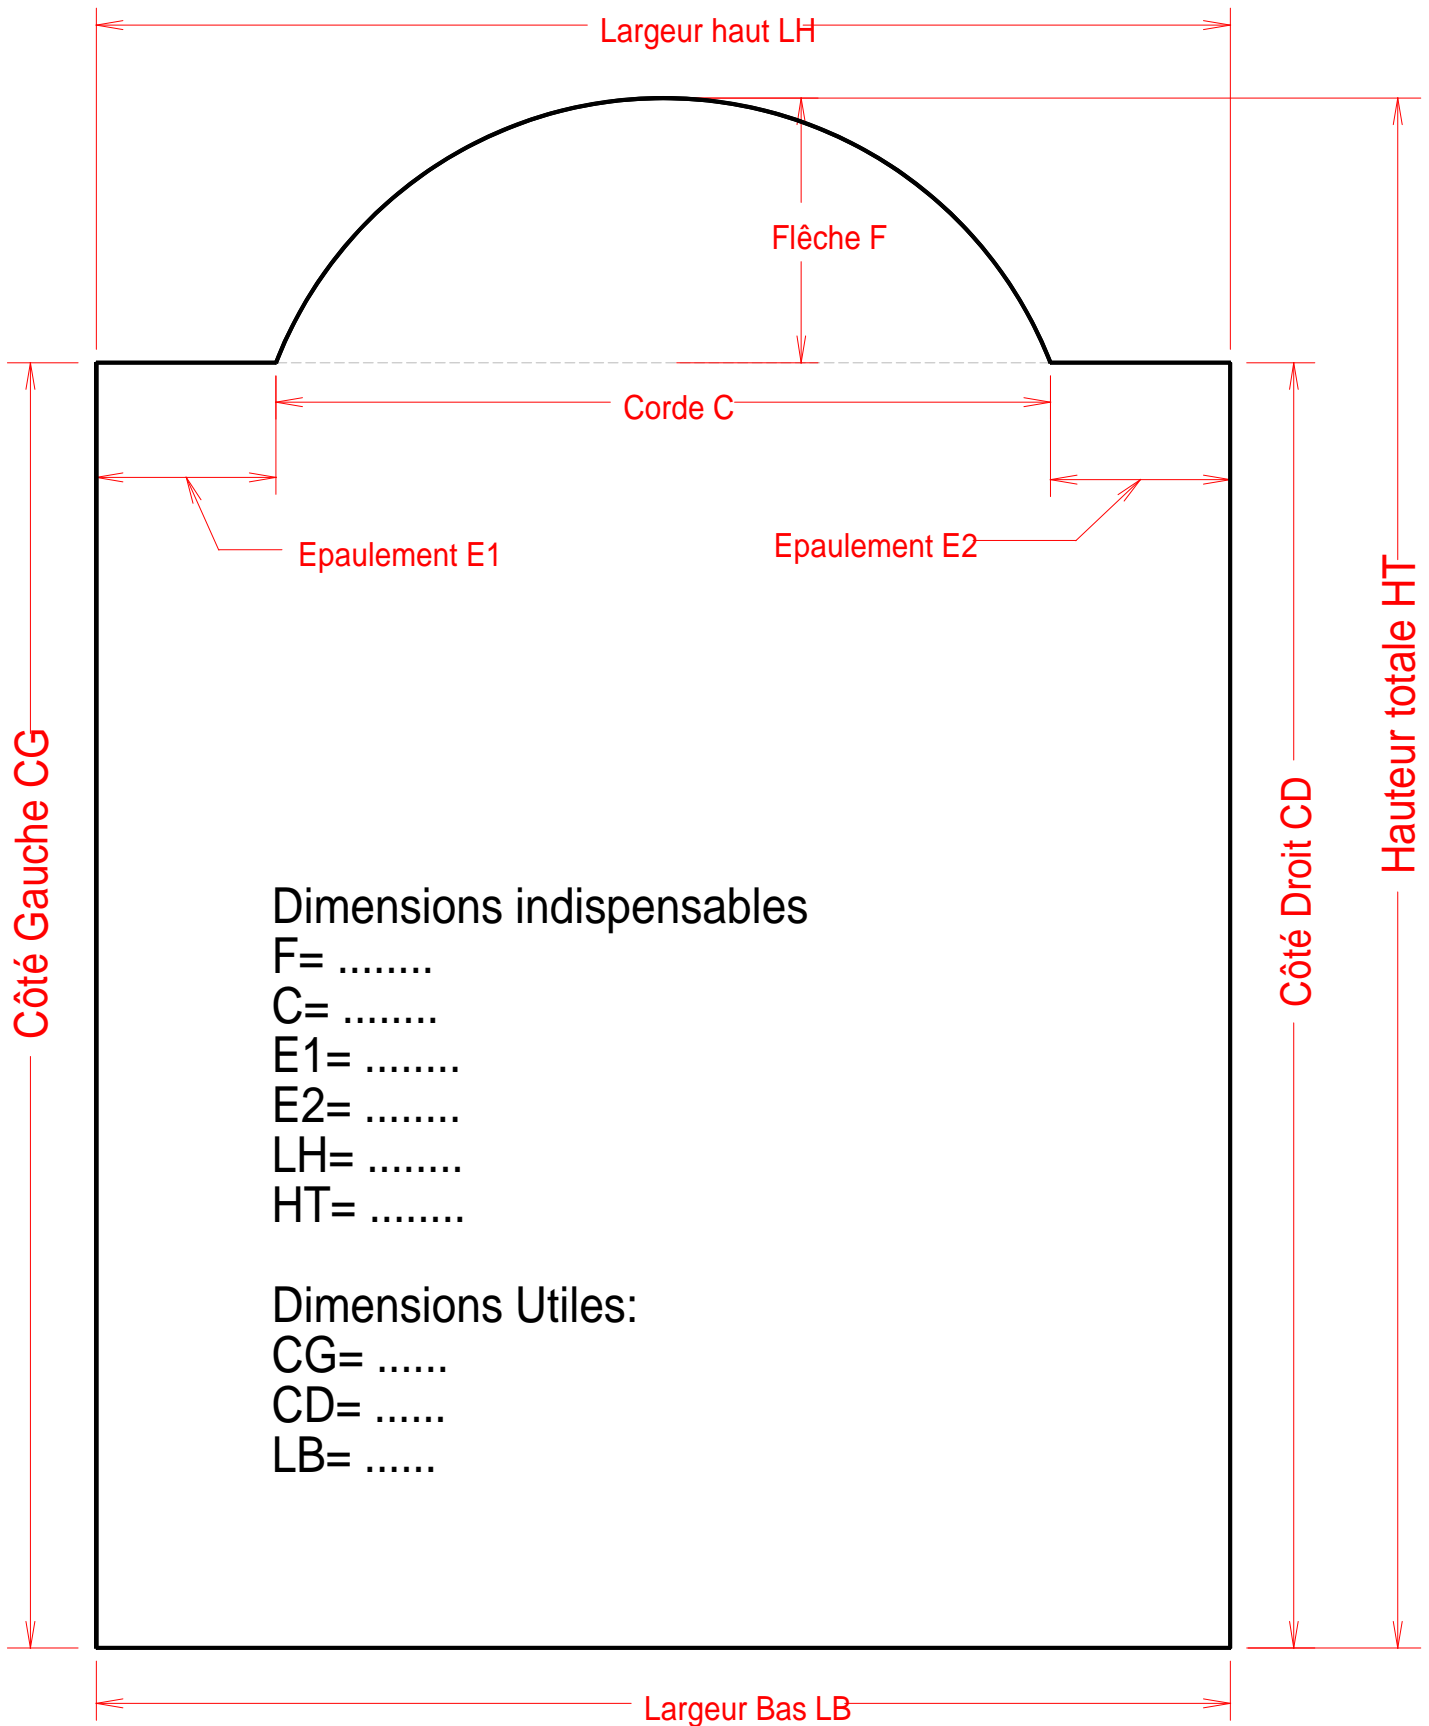 Largeur haut LH
Flêche F
Corde C
Epaulement E1
Epaulement E2
Hauteur totale HT
Côté Gauche CG
Côté Droit CD
Dimensions indispensables
F= ........
C= ........
E1= ........
E2= ........
LH= ........
HT= ........
Dimensions Utiles:
CG= ......
CD= ......
LB= ......
Largeur Bas LB